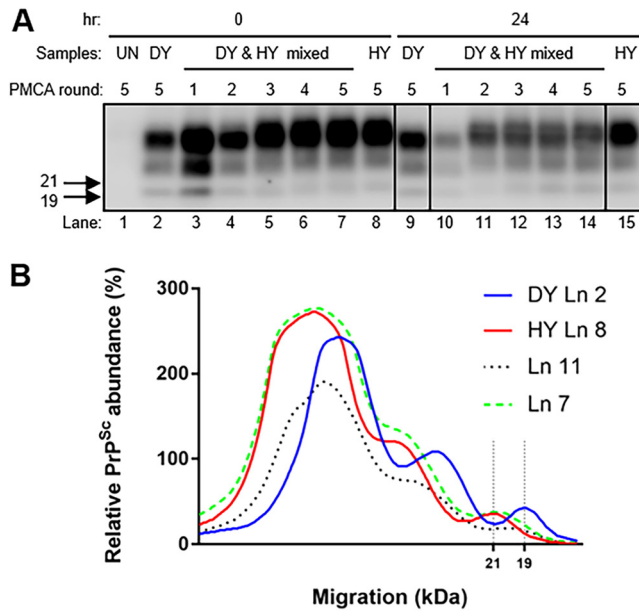 A
hr: 0 24
Samples: UN DY DY & HY mixed HY DY DY & HY mixed HY
PMCA round: 5 5 1 2 3 4 5 5 5 1 2 3 4 5 5
21
19
Lane: 1 2 3 4 5 6 7 8 9 10 11 12 13 14 15
B
Relative PrPSc abundance (%)
300
200
100
0
DY Ln 2
HY Ln 8
Ln 11
Ln 7
21 19
Migration (kDa)